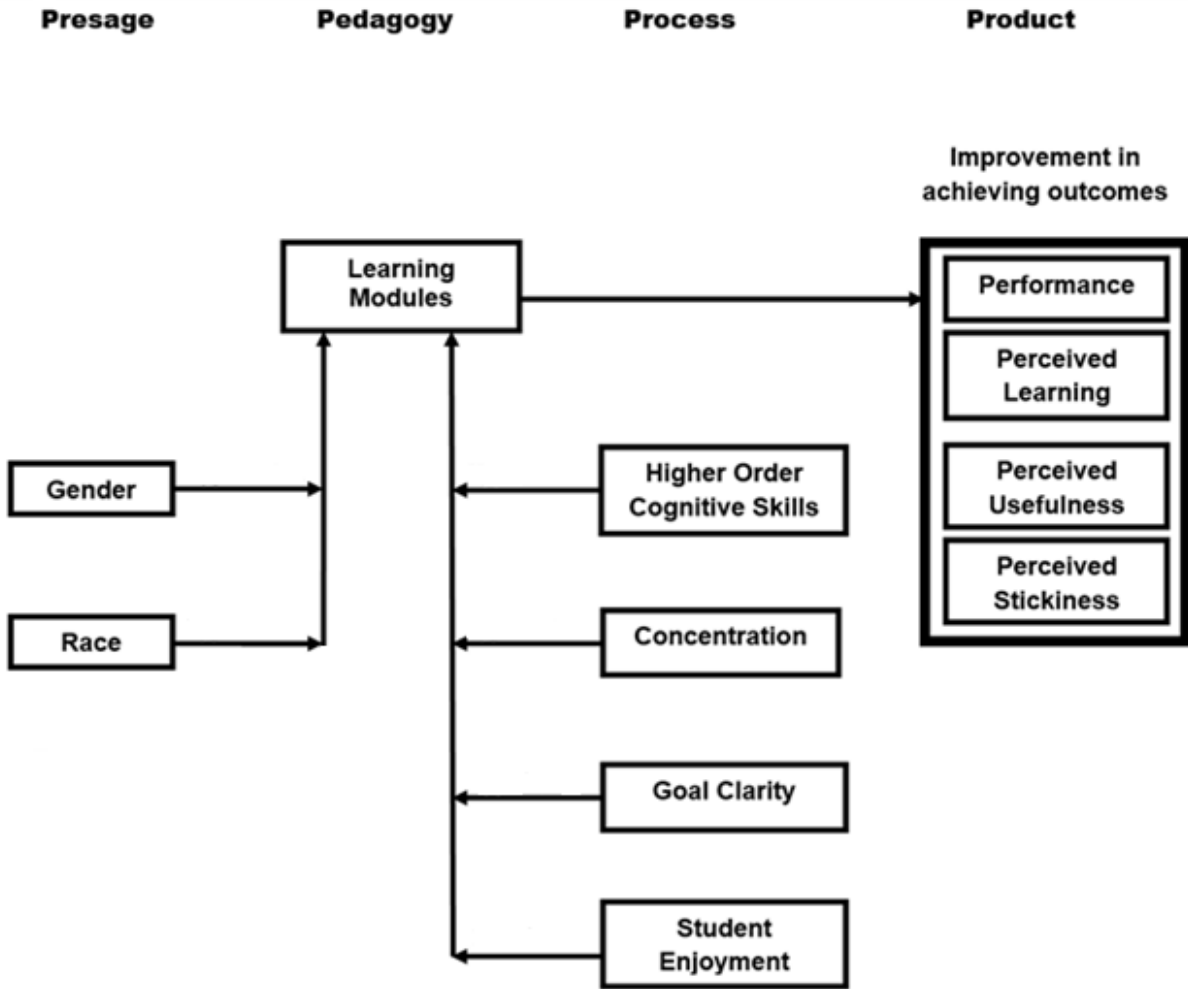 Presage Pedagogy Process Product
Improvement in
achieving outcomes
Learning
Modules
Performance
Perceived
Learning
Perceived
Usefulness
Perceived
Stickiness
Gender
Race
Higher Order
Cognitive Skills
Concentration
Goal Clarity
Student
Enjoyment